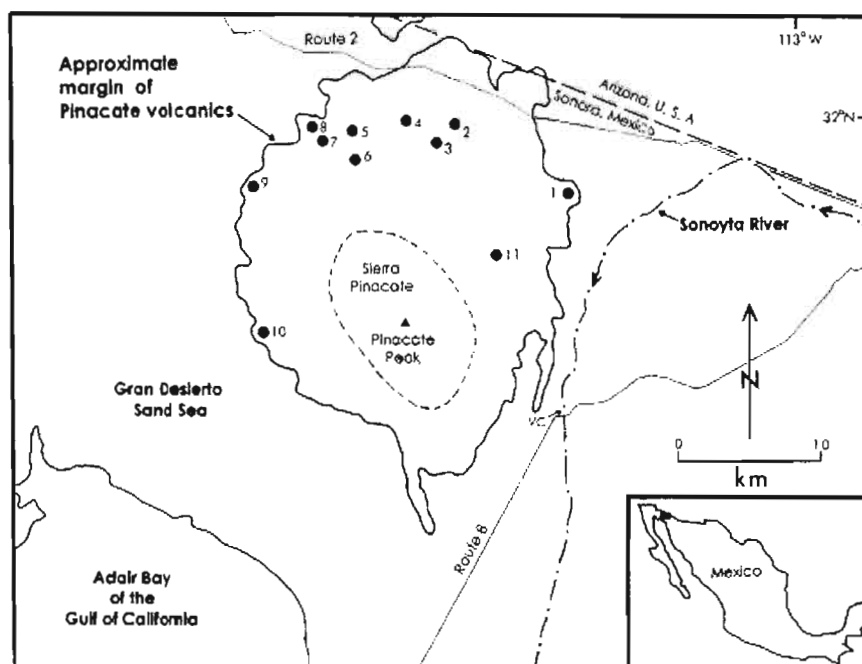 Route 2
113° W
Approximate
margin of
Pinacate volcanics
Arizona, U. S. A
Sonora, Mexico
32° N
8
5
4
2
7
6
3
9
1
Sonoyta River
11
Sierra
Pinacate
10
Pinacate
Peak
Gran Desierto
Sand Sea
N
VC
0
10
km
Route 8
Adair Bay
of the
Gulf of California
Mexico